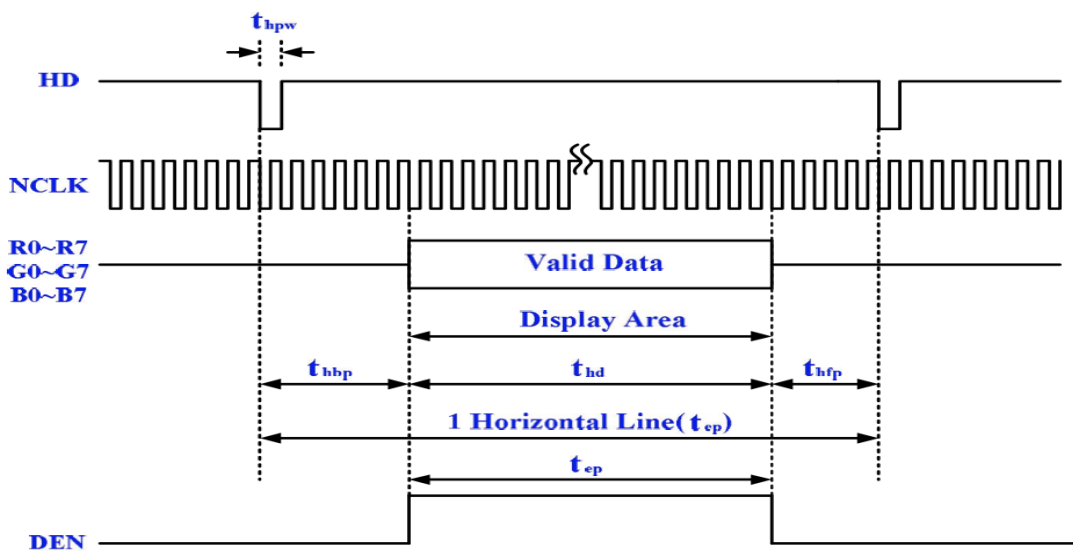 thpw
HD
NCLK
R0~R7
G0~G7
B0~B7
Valid Data
Display Area
thbp
thd
thfp
1 Horizontal Line(tep)
tep
DEN